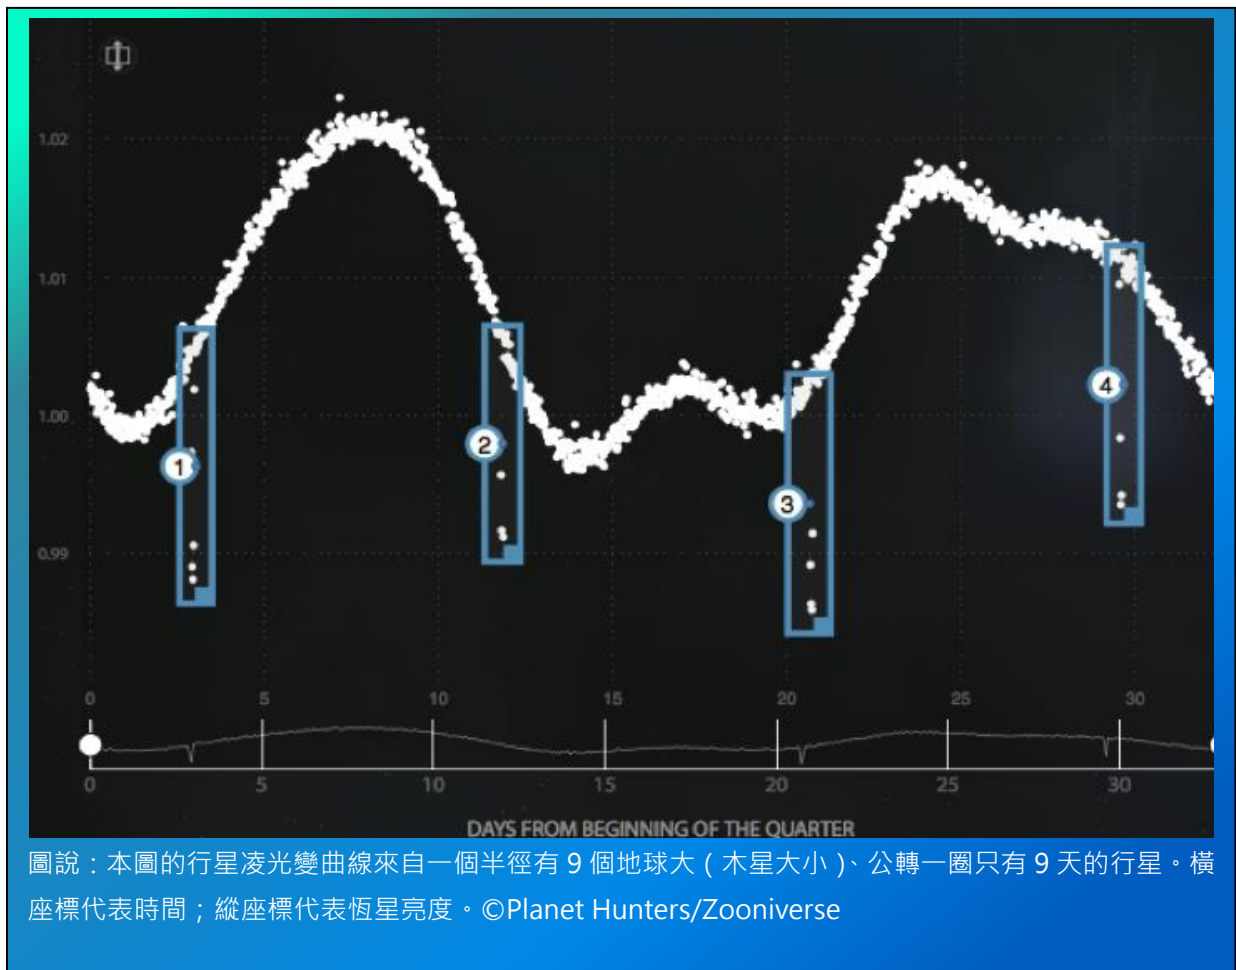 1.02
1.01
1.00
0.99
1
2
3
4
0 5 10 15 20 25 30
0 5 10 15 20 25 30
DAYS FROM BEGINNING OF THE QUARTER
圖說：本圖的行星凌光變曲線來自一個半徑有 9 個地球大（木星大小）、公轉一圈只有 9 天的行星。橫
座標代表時間；縱座標代表恆星亮度。©Planet Hunters/Zooniverse